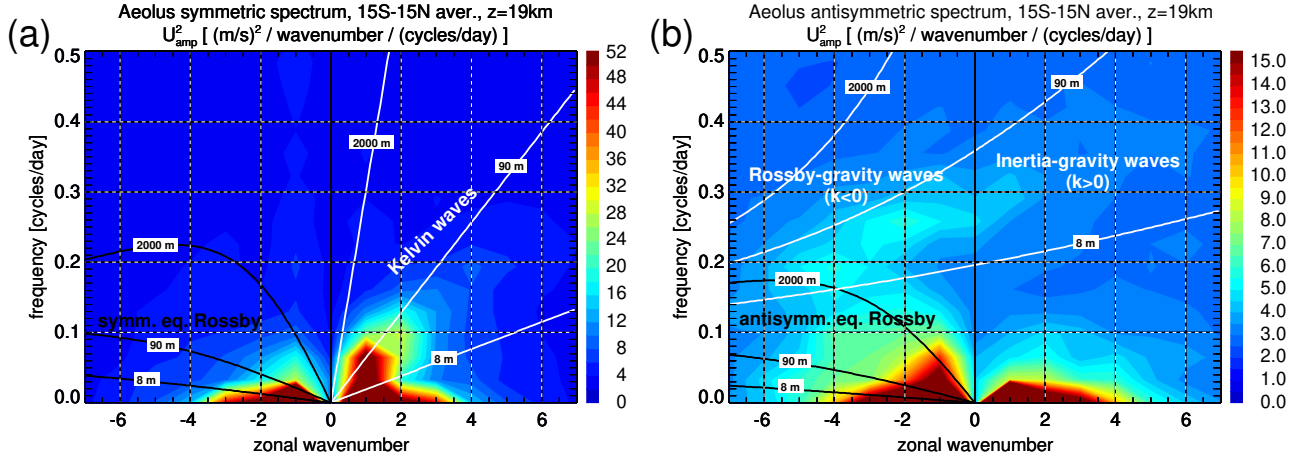 (a)
Aeolus symmetric spectrum, 15S-15N aver., z=19km
U²amp [ (m/s)² / wavenumber / (cycles/day) ]
frequency [cycles/day]
0.5
0.4
0.3
0.2
0.1
0.0
2000 m
90 m
Kelvin waves
2000 m
symm. eq. Rossby
90 m
8 m
8 m
-6
-4
-2
0
2
4
6
zonal wavenumber
52
48
44
40
36
32
28
24
20
16
12
8
4
0
(b)
Aeolus antisymmetric spectrum, 15S-15N aver., z=19km
U²amp [ (m/s)² / wavenumber / (cycles/day) ]
frequency [cycles/day]
0.5
0.4
0.3
0.2
0.1
0.0
2000 m
90 m
Rossby-gravity waves
(k<0)
Inertia-gravity waves
(k>0)
8 m
2000 m
antisymm. eq. Rossby
90 m
8 m
-6
-4
-2
0
2
4
6
zonal wavenumber
15.0
14.0
13.0
12.0
11.0
10.0
9.0
8.0
7.0
6.0
5.0
4.0
3.0
2.0
1.0
0.0